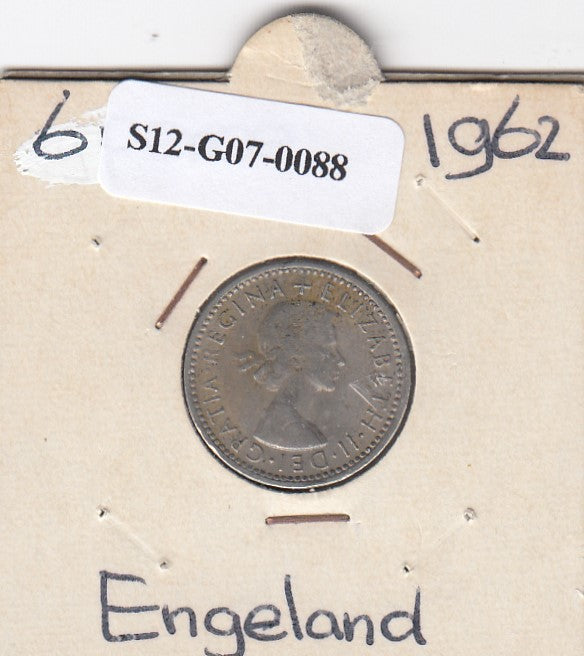 6
S12-G07-0088
1962
+ ELIZABETH · II · DEI · GRATIA · REGINA
Engeland